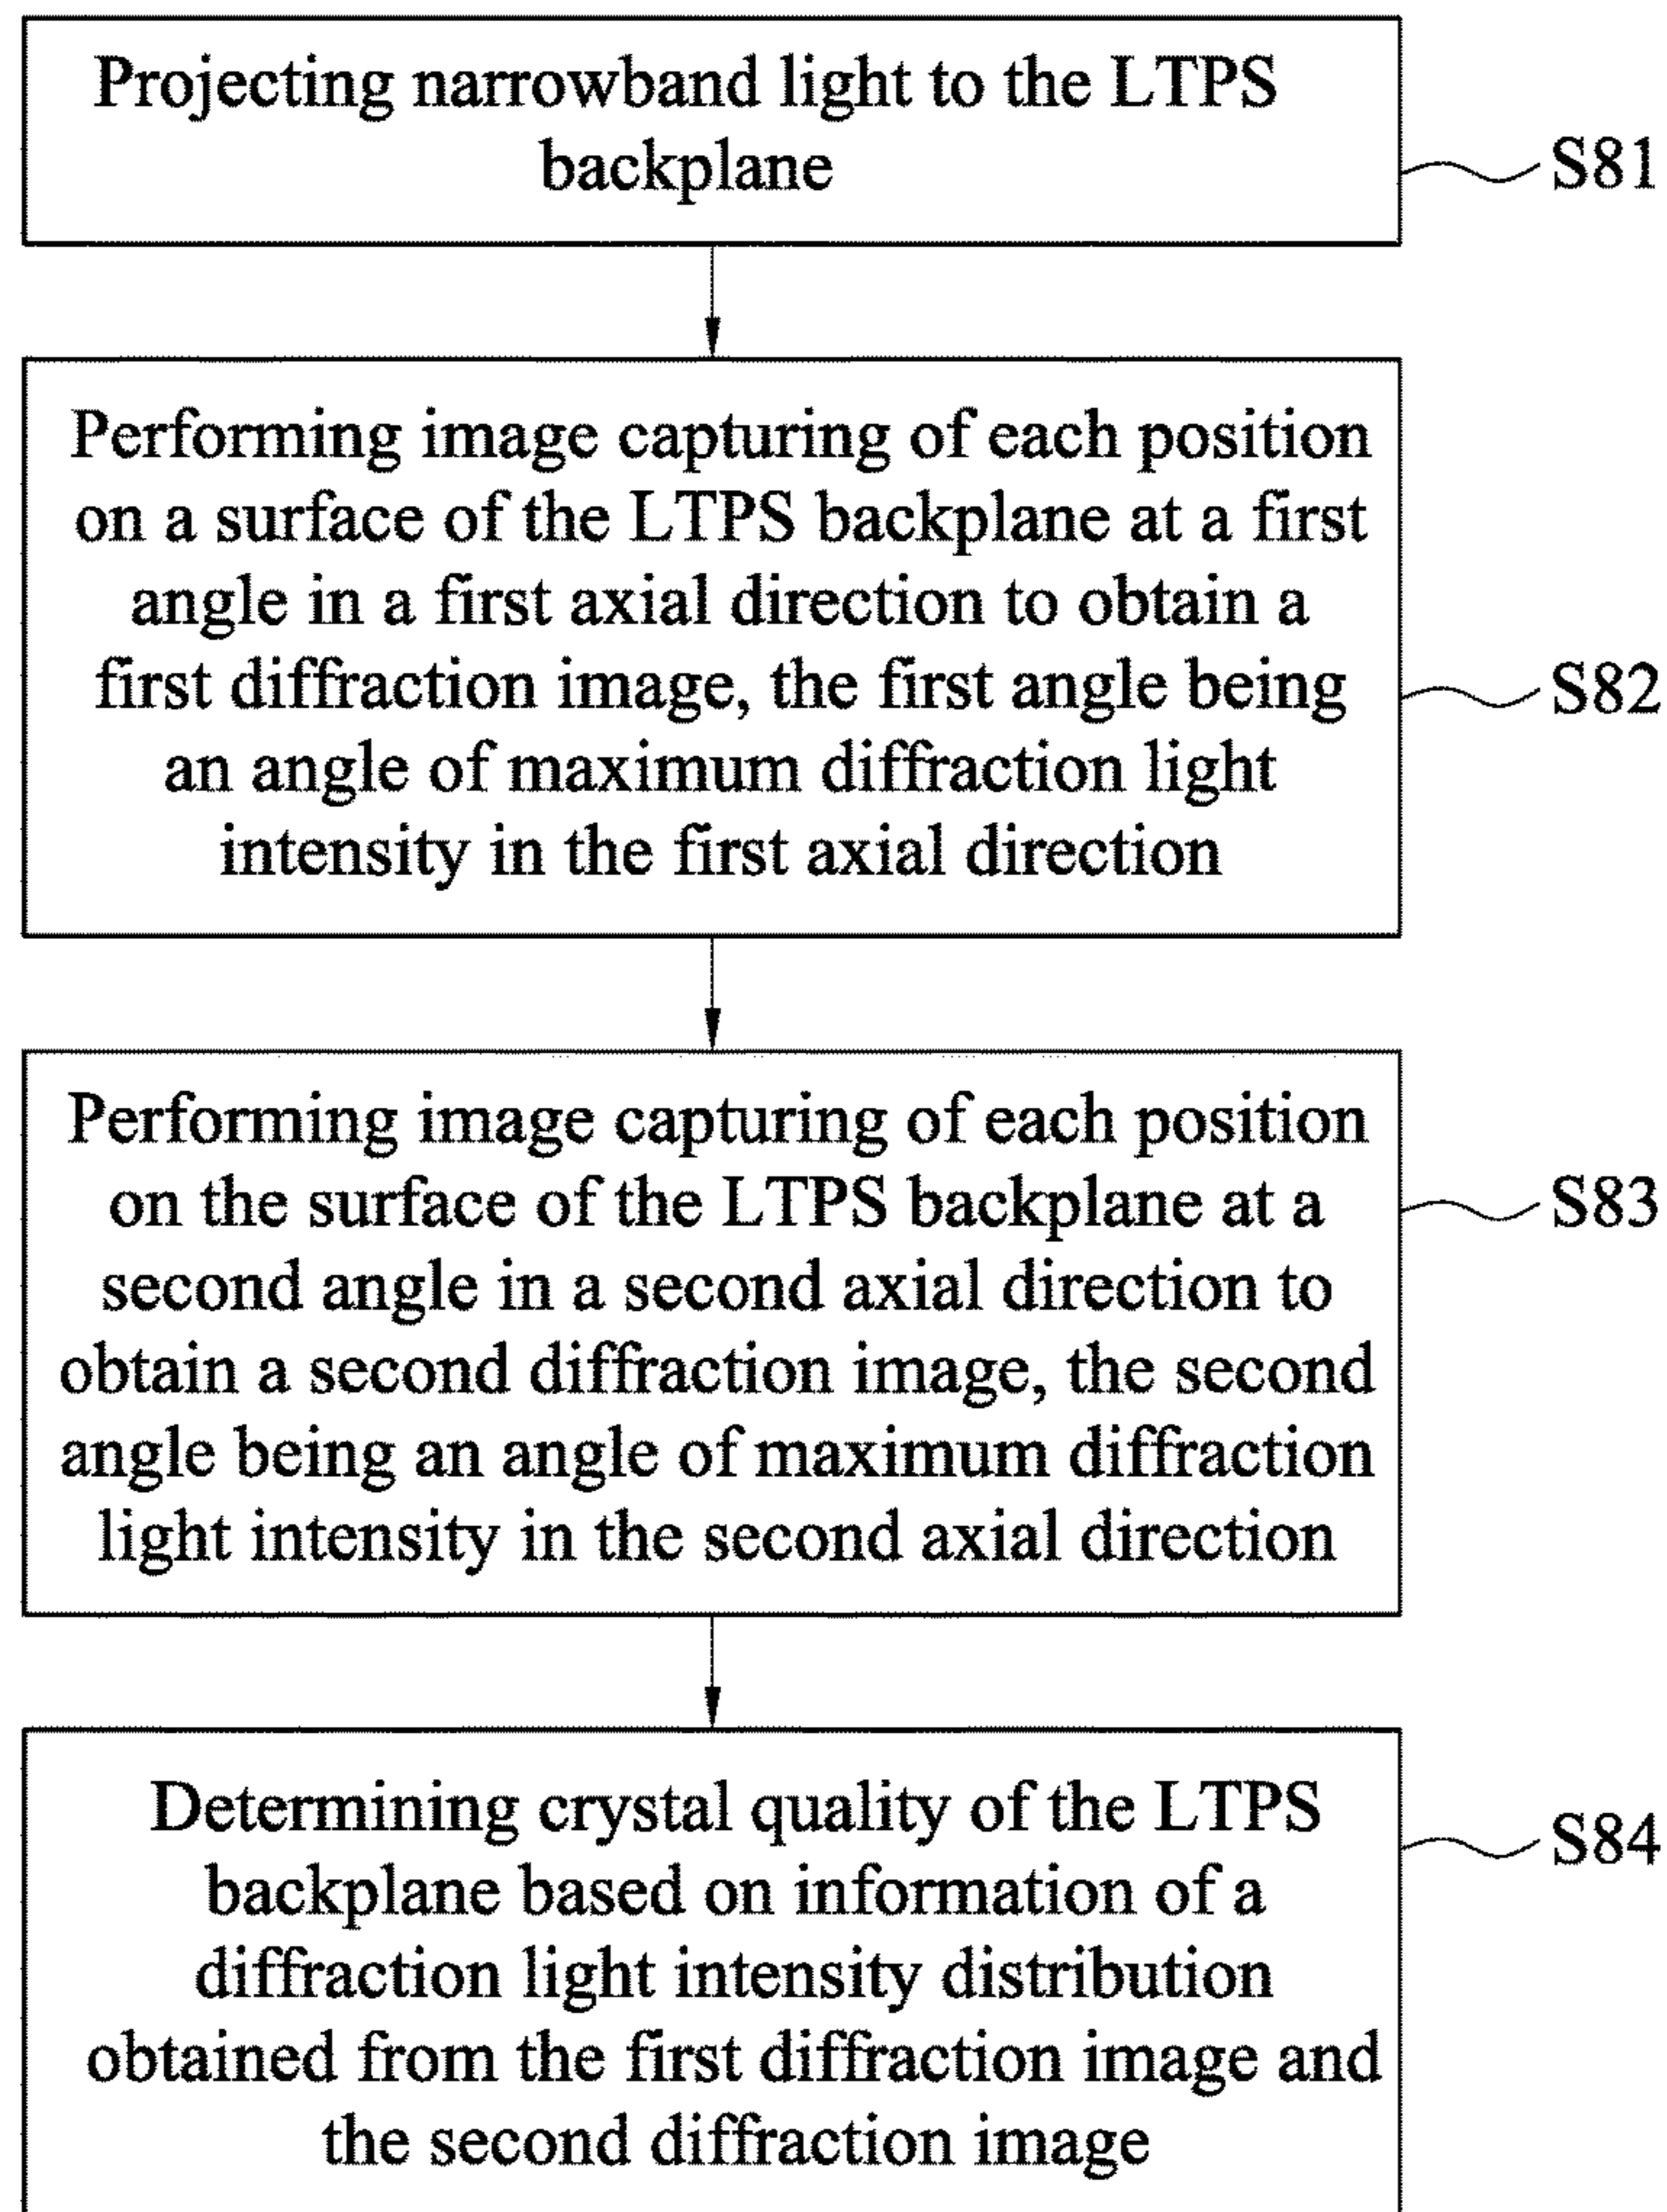 Projecting narrowband light to the LTPS
backplane
S81
Performing image capturing of each position
on a surface of the LTPS backplane at a first
angle in a first axial direction to obtain a
first diffraction image, the first angle being
an angle of maximum diffraction light
intensity in the first axial direction
S82
Performing image capturing of each position
on the surface of the LTPS backplane at a
second angle in a second axial direction to
obtain a second diffraction image, the second
angle being an angle of maximum diffraction
light intensity in the second axial direction
S83
Determining crystal quality of the LTPS
backplane based on information of a
diffraction light intensity distribution
obtained from the first diffraction image and
the second diffraction image
S84